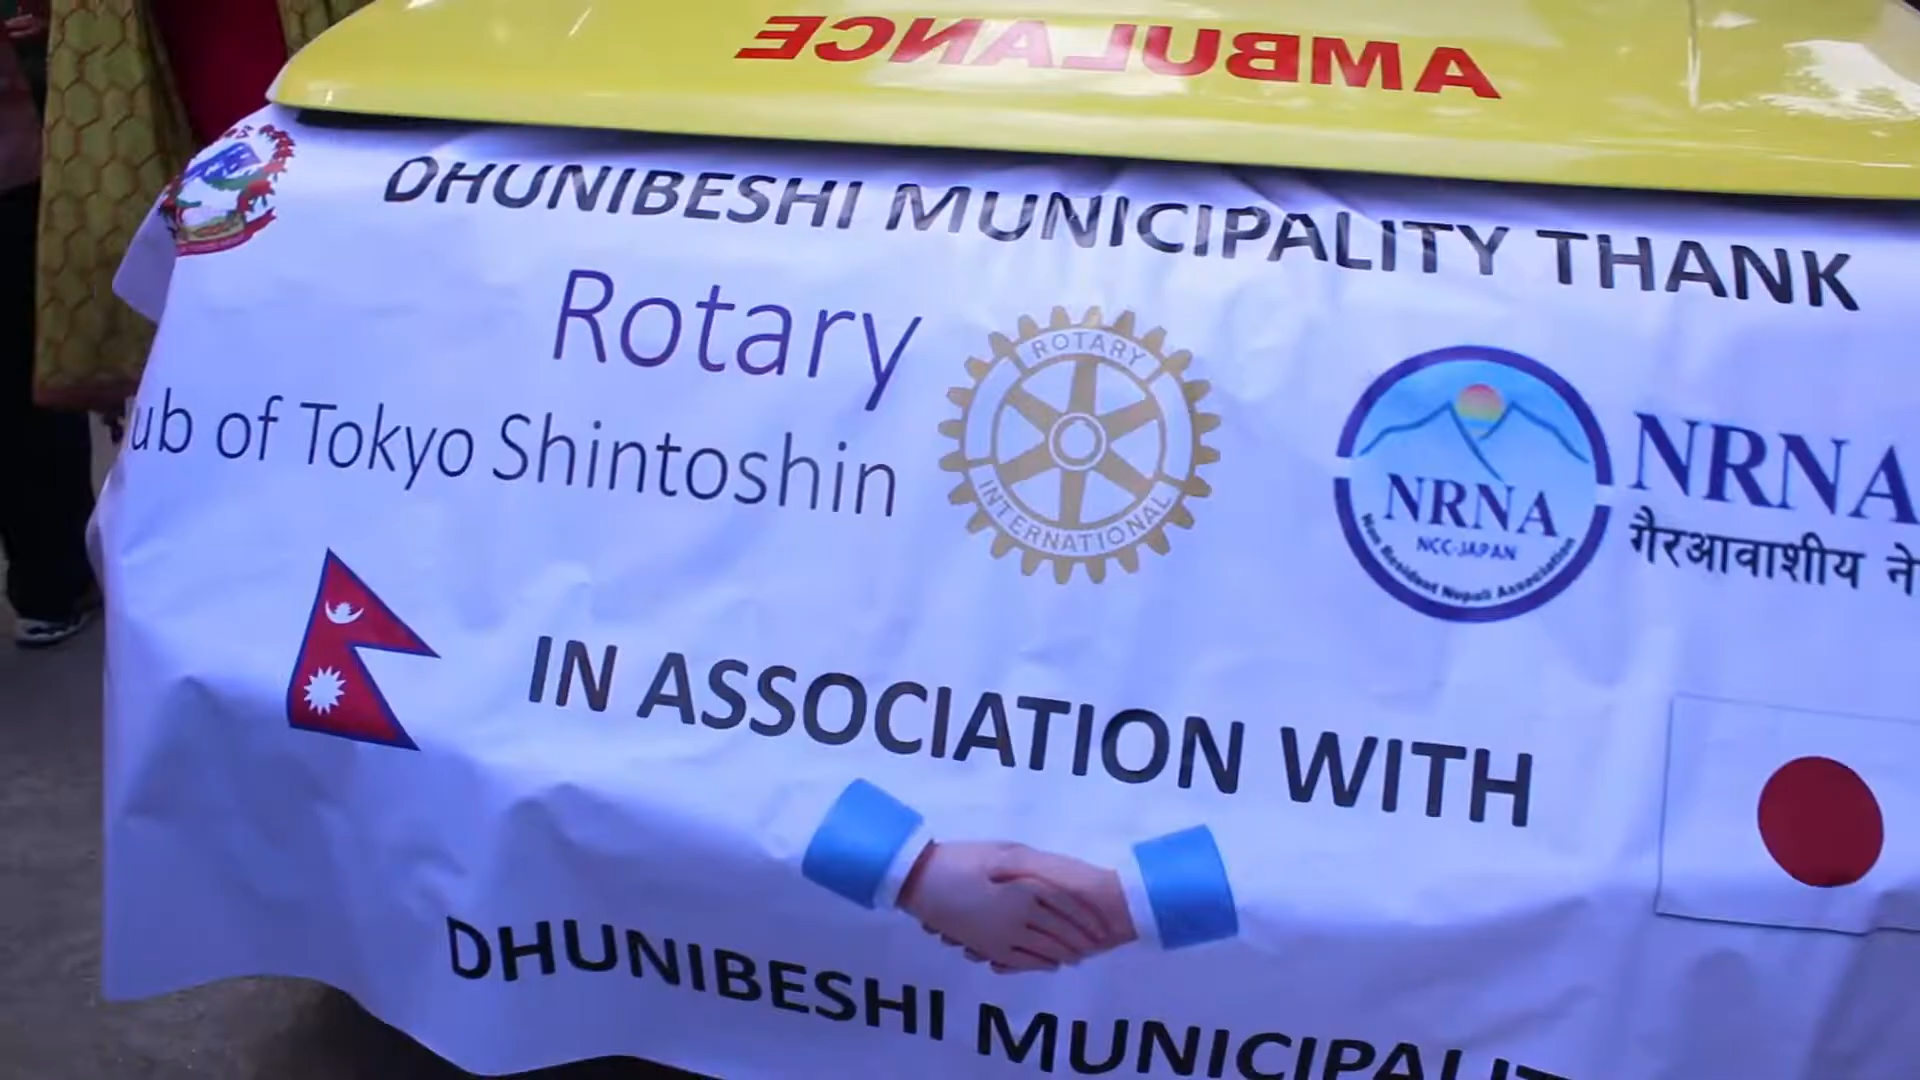 AMBULANCE
DHUNIBESHI MUNICIPALITY THANK
Rotary
ub of Tokyo Shintoshin
ROTARY
INTERNATIONAL
NRNA
NCC-JAPAN
Non Resident Nepali Association
NRNA
गैरआवाशीय ने
IN ASSOCIATION WITH
DHUNIBESHI MUNICIPALIT